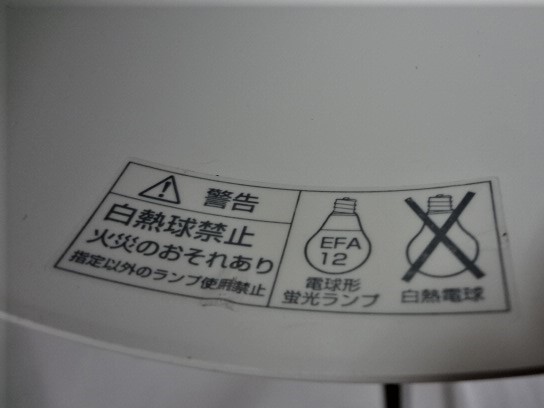 警告
白熱球禁止
火災のおそれあり
指定以外のランプ使用禁止
EFA
12
電球形
蛍光ランプ
白熱電球